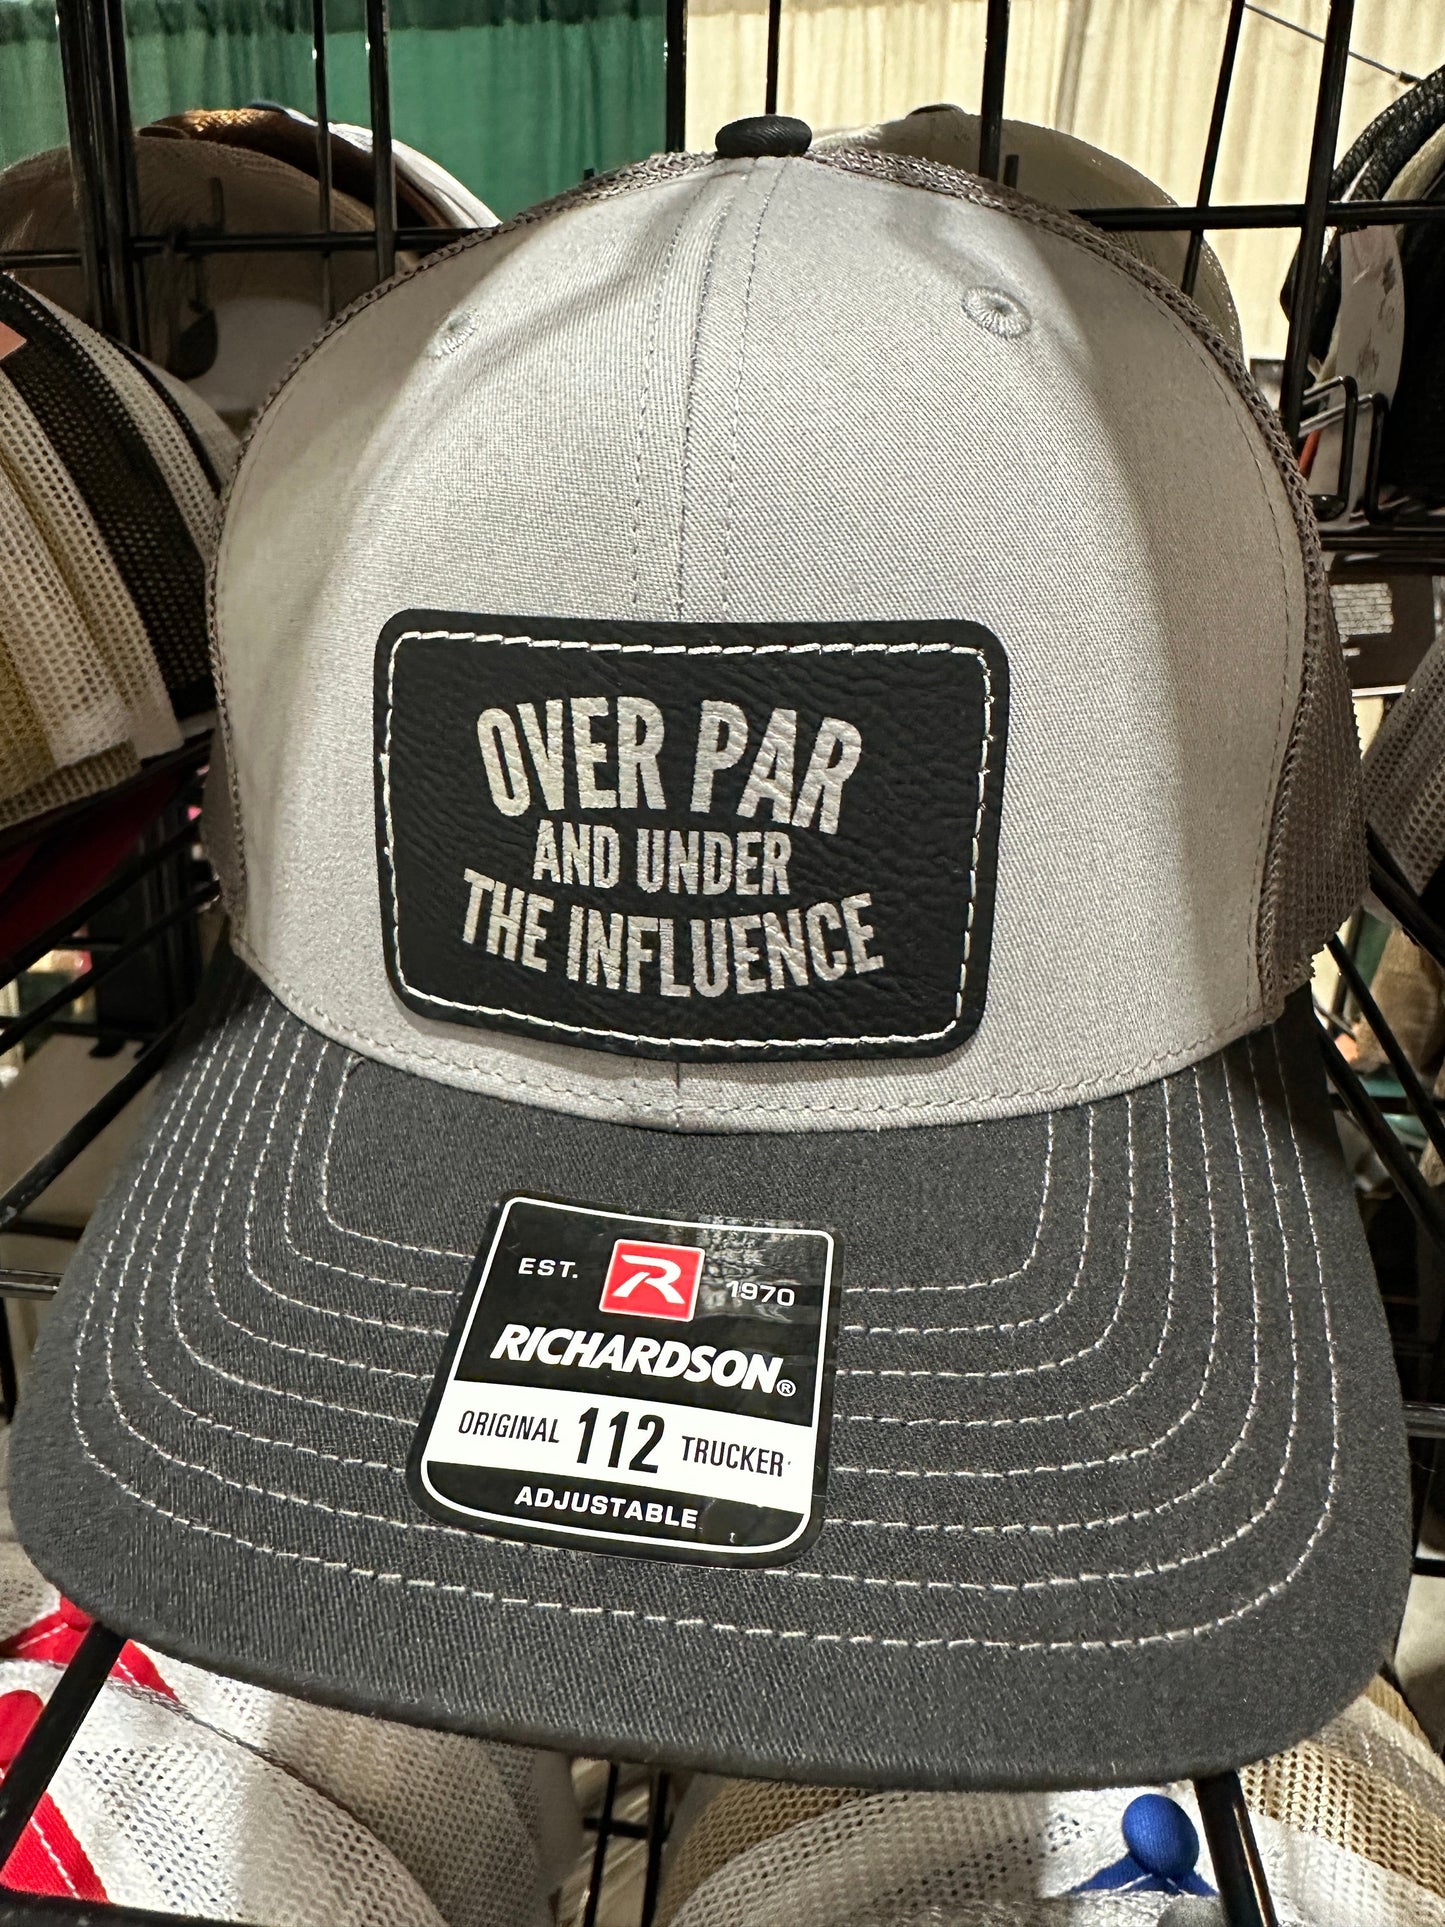 OVER PAR
AND UNDER
THE INFLUENCE
EST. R 1970
RICHARDSON®
ORIGINAL 112 TRUCKER
ADJUSTABLE